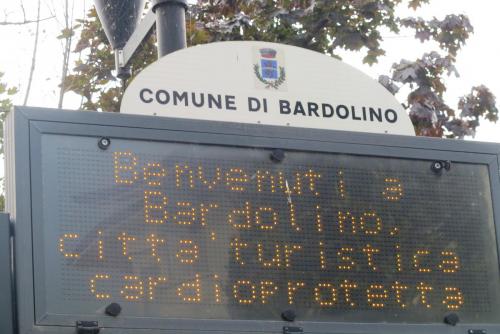 COMUNE DI BARDOLINO
Benvenuti a
Bardolino,
citta' turistica
cardioprotetta